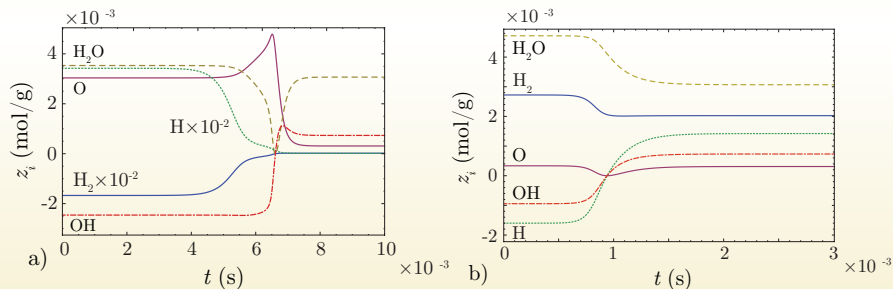 × 10⁻³
4
2
0
-2
z_i (mol/g)
H₂O
O
H×10⁻²
H₂×10⁻²
OH
0 2 4 6 8 10
t (s)
× 10⁻³
a)
× 10⁻³
4
2
0
-2
z_i (mol/g)
H₂O
H₂
O
OH
H
0 1 2 3
t (s)
× 10⁻³
b)